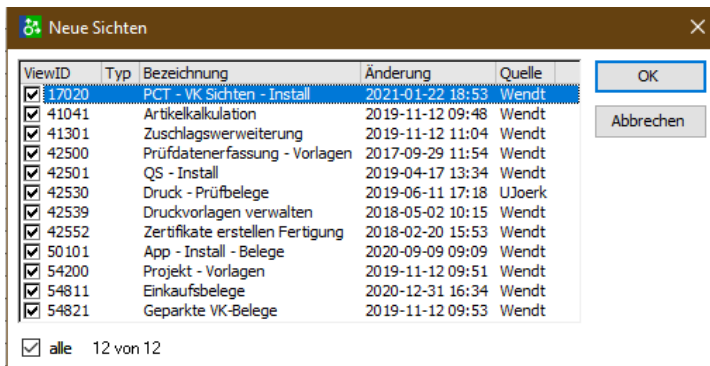 Neue Sichten
ViewID Typ Bezeichnung Änderung Quelle
17020 PCT - VK Sichten - Install 2021-01-22 18:53 Wendt
41041 Artikelkalkulation 2019-11-12 09:48 Wendt
41301 Zuschlagswerweiterung 2019-11-12 11:04 Wendt
42500 Prüfdatenerfassung - Vorlagen 2017-09-29 11:54 Wendt
42501 QS - Install 2019-04-17 13:34 Wendt
42530 Druck - Prüfbelege 2019-06-11 17:18 UJoerk
42539 Druckvorlagen verwalten 2018-05-02 10:15 Wendt
42552 Zertifikate erstellen Fertigung 2018-02-20 15:53 Wendt
50101 App - Install - Belege 2020-09-09 09:09 Wendt
54200 Projekt - Vorlagen 2019-11-12 09:51 Wendt
54811 Einkaufsbelege 2020-12-31 16:34 Wendt
54821 Geparkte VK-Belege 2019-11-12 09:53 Wendt
OK
Abbrechen
alle 12 von 12